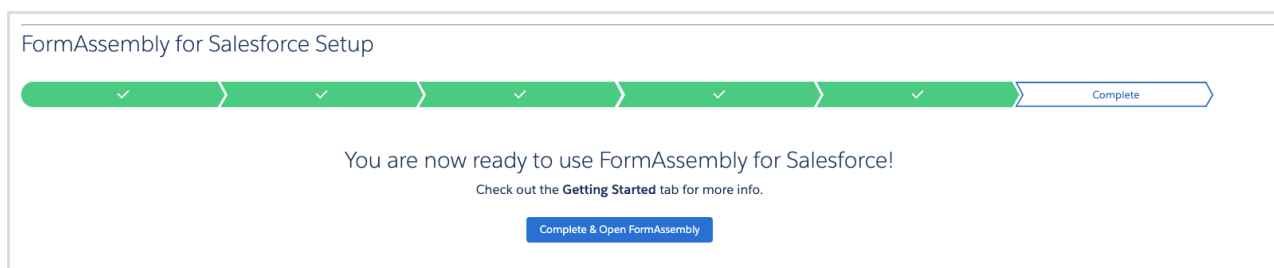 FormAssembly for Salesforce Setup
Complete
You are now ready to use FormAssembly for Salesforce!
Check out the Getting Started tab for more info.
Complete & Open FormAssembly